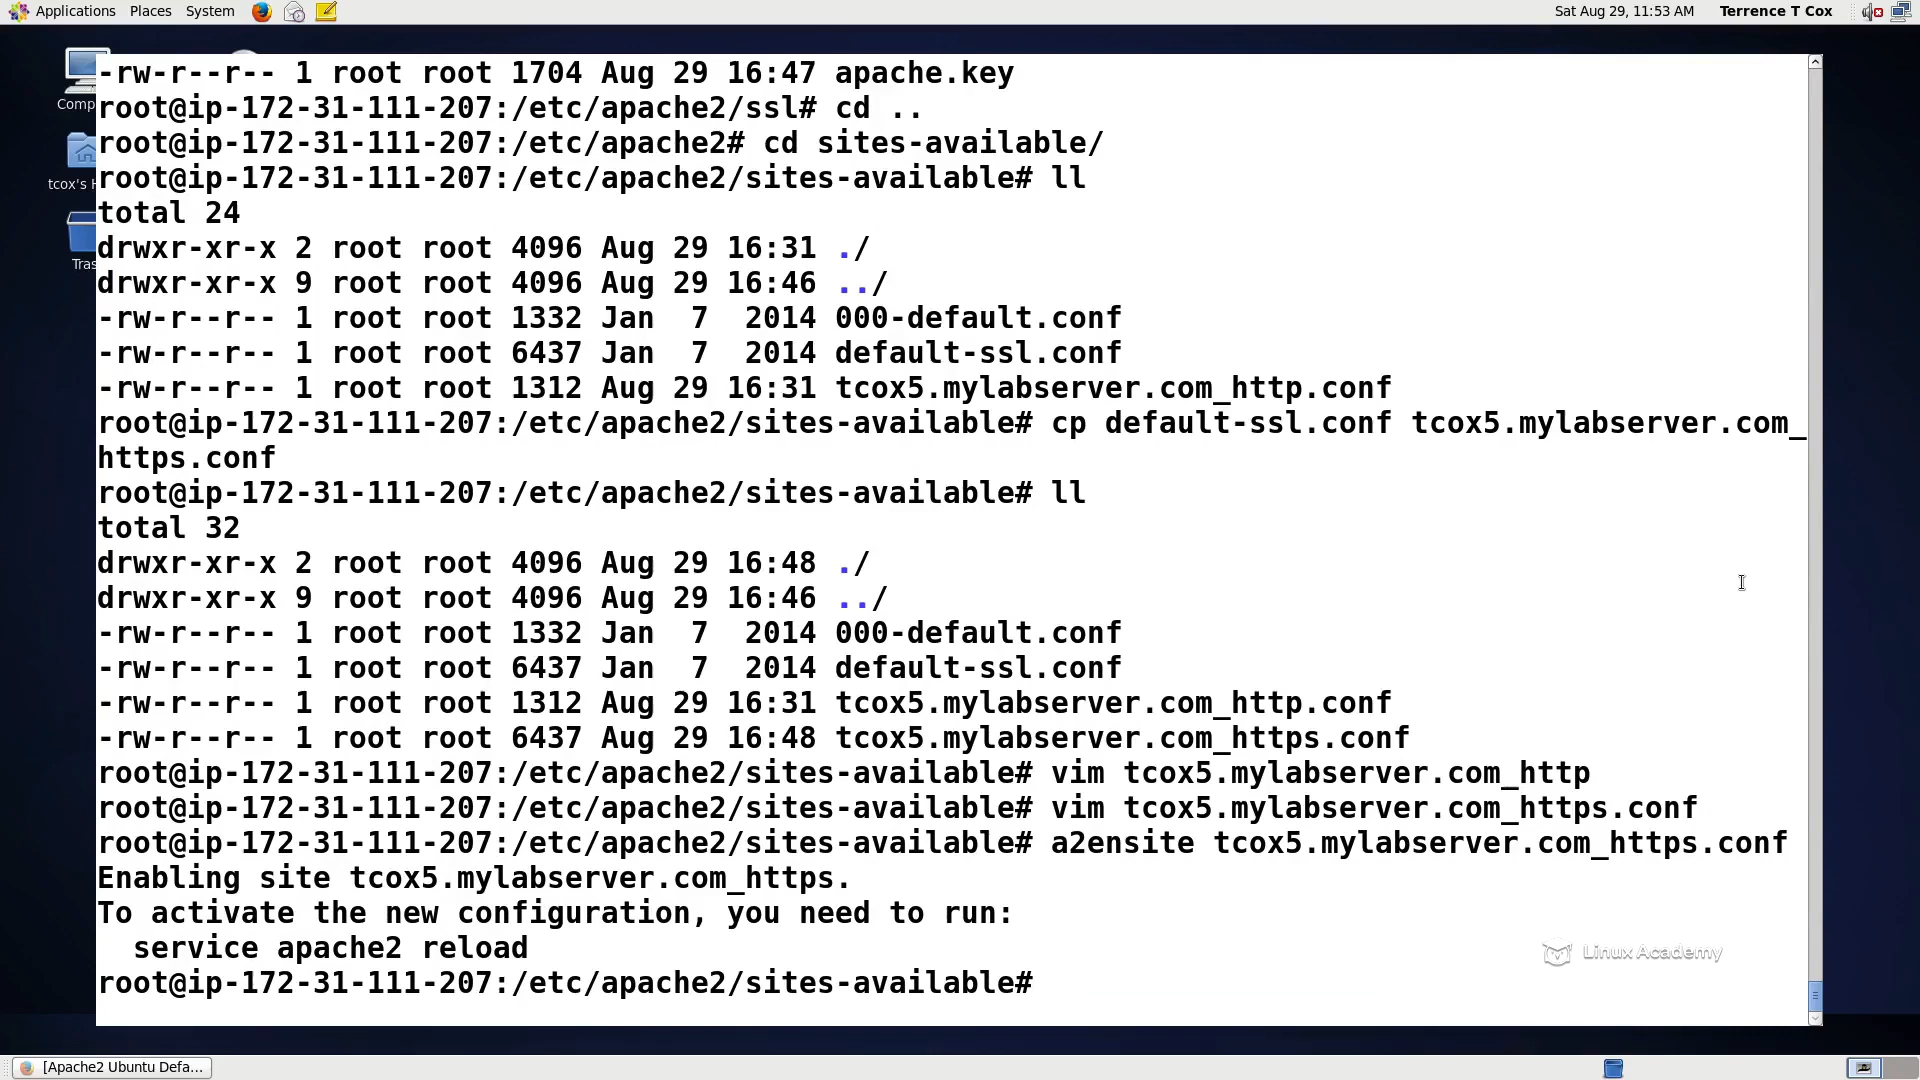 Applications Places System Sat Aug 29, 11:53 AM Terrence T Cox
-rw-r--r-- 1 root root 1704 Aug 29 16:47 apache.key
root@ip-172-31-111-207:/etc/apache2/ssl# cd ..
root@ip-172-31-111-207:/etc/apache2# cd sites-available/
root@ip-172-31-111-207:/etc/apache2/sites-available# ll
total 24
drwxr-xr-x 2 root root 4096 Aug 29 16:31 ./
drwxr-xr-x 9 root root 4096 Aug 29 16:46 ../
-rw-r--r-- 1 root root 1332 Jan  7  2014 000-default.conf
-rw-r--r-- 1 root root 6437 Jan  7  2014 default-ssl.conf
-rw-r--r-- 1 root root 1312 Aug 29 16:31 tcox5.mylabserver.com_http.conf
root@ip-172-31-111-207:/etc/apache2/sites-available# cp default-ssl.conf tcox5.mylabserver.com_
https.conf
root@ip-172-31-111-207:/etc/apache2/sites-available# ll
total 32
drwxr-xr-x 2 root root 4096 Aug 29 16:48 ./
drwxr-xr-x 9 root root 4096 Aug 29 16:46 ../
-rw-r--r-- 1 root root 1332 Jan  7  2014 000-default.conf
-rw-r--r-- 1 root root 6437 Jan  7  2014 default-ssl.conf
-rw-r--r-- 1 root root 1312 Aug 29 16:31 tcox5.mylabserver.com_http.conf
-rw-r--r-- 1 root root 6437 Aug 29 16:48 tcox5.mylabserver.com_https.conf
root@ip-172-31-111-207:/etc/apache2/sites-available# vim tcox5.mylabserver.com_http
root@ip-172-31-111-207:/etc/apache2/sites-available# vim tcox5.mylabserver.com_https.conf
root@ip-172-31-111-207:/etc/apache2/sites-available# a2ensite tcox5.mylabserver.com_https.conf
Enabling site tcox5.mylabserver.com_https.
To activate the new configuration, you need to run:
  service apache2 reload
root@ip-172-31-111-207:/etc/apache2/sites-available#
Comp
tcox's H
Tras
Linux Academy
[Apache2 Ubuntu Defa...